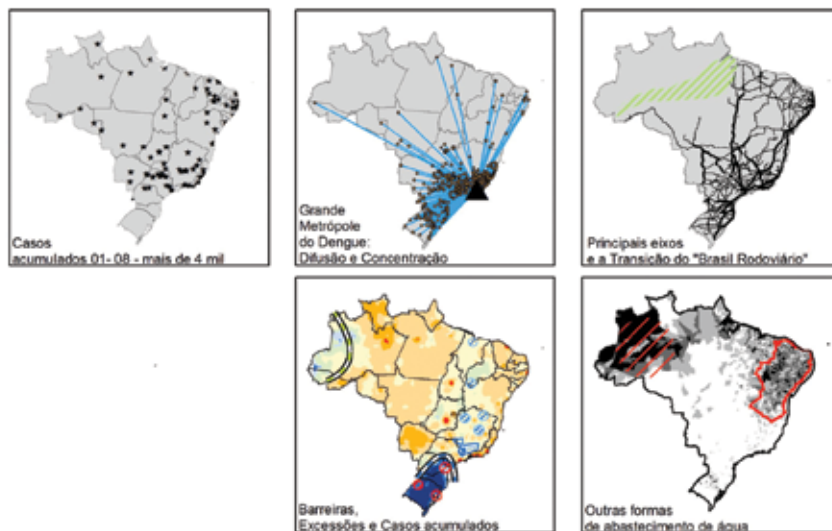 Casos
acumulados 01- 08 - mais de 4 mil
Grande
Metrópole
do Dengue:
Difusão e Concentração
Principais eixos
e a Transição do "Brasil Rodoviário"
Barreiras,
Excessões e Casos acumulados
Outras formas
de abastecimento de água